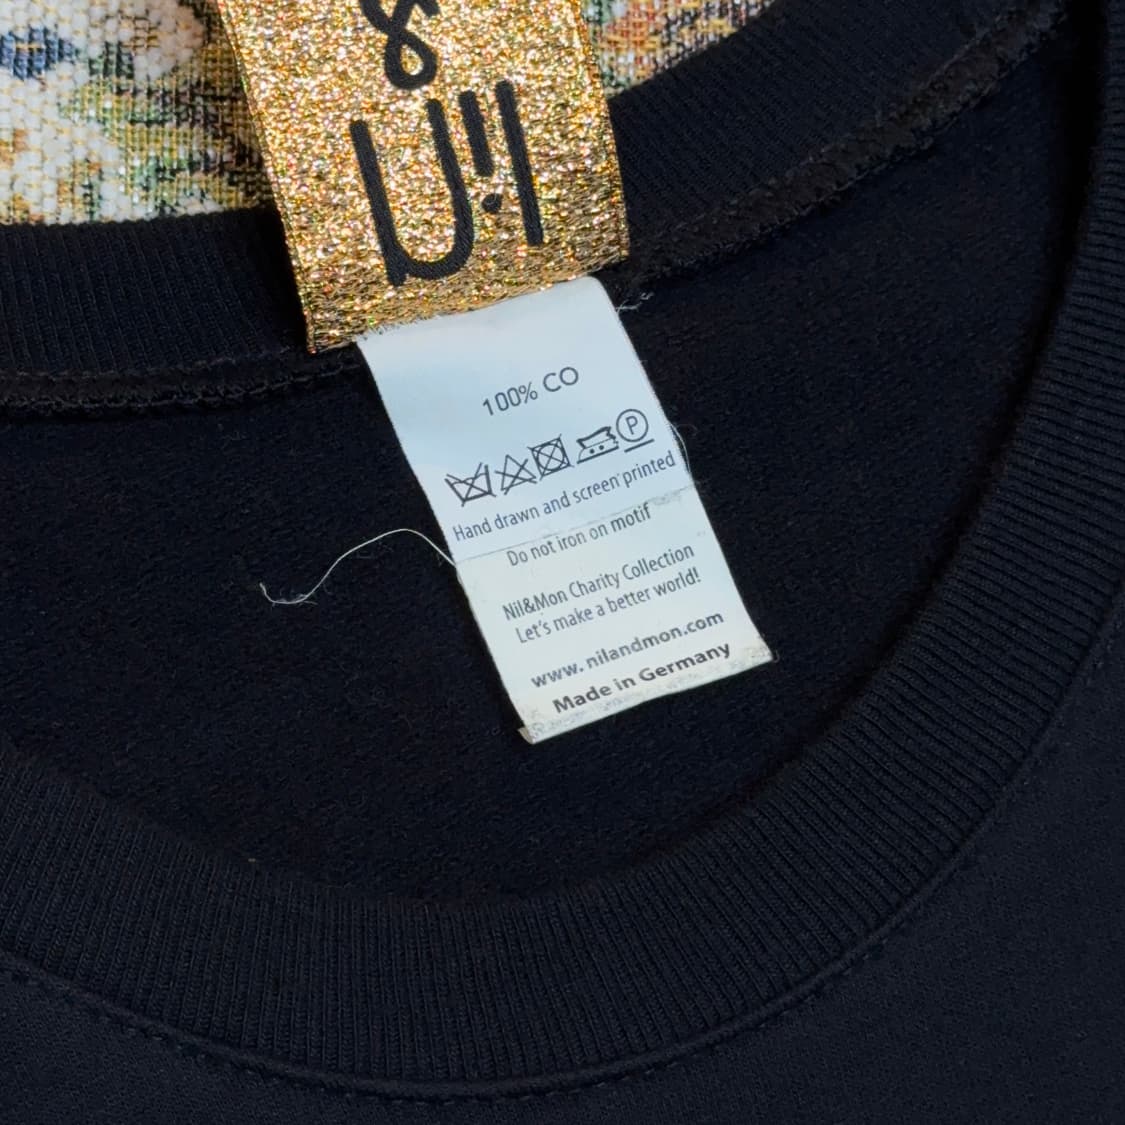 &
nil
100% CO
P
Hand drawn and screen printed
Do not iron on motif
Nil&Mon Charity Collection
Let's make a better world!
www.nilandmon.com
Made in Germany